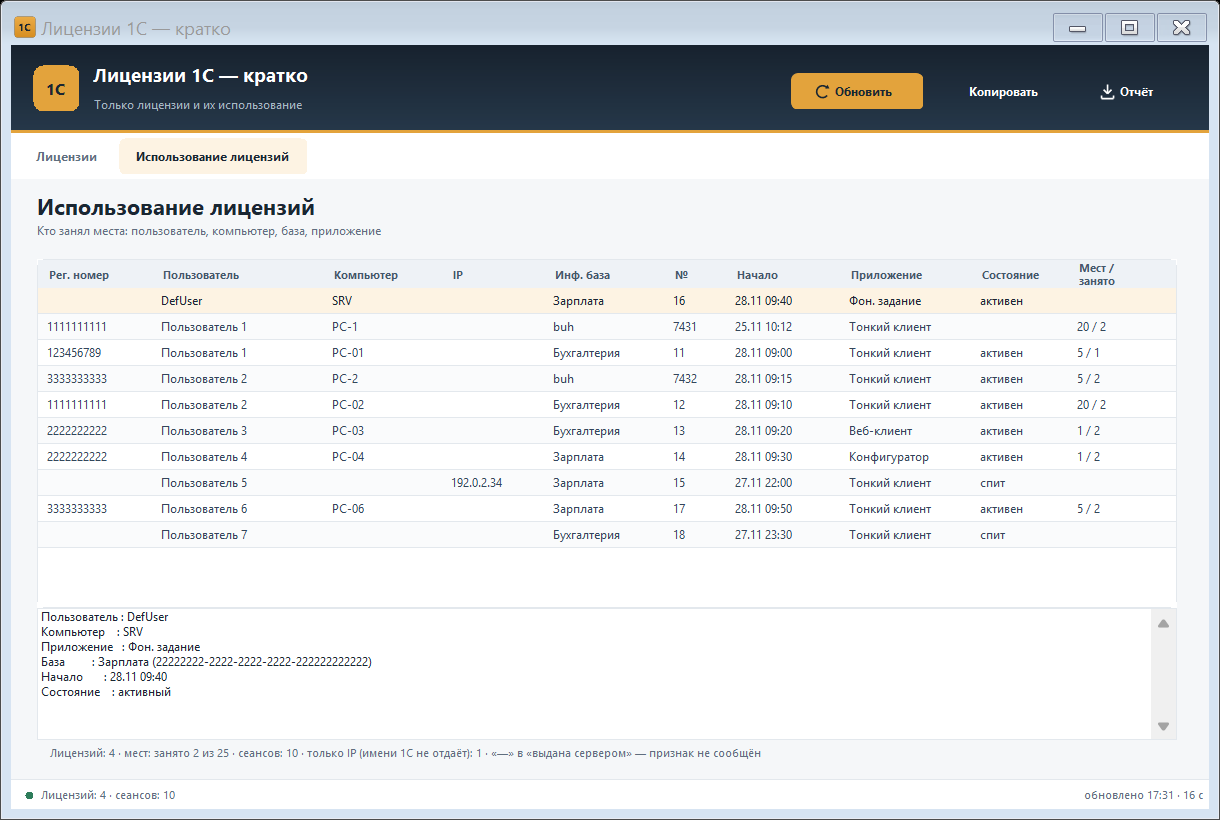 1С Лицензии 1С — кратко
1С
Лицензии 1С — кратко
Только лицензии и их использование
Обновить Копировать Отчёт
Лицензии Использование лицензий
Использование лицензий
Кто занял места: пользователь, компьютер, база, приложение
Рег. номер Пользователь Компьютер IP Инф. база № Начало Приложение Состояние Мест /
занято
DefUser SRV Зарплата 16 28.11 09:40 Фон. задание активен
1111111111 Пользователь 1 PC-1 buh 7431 25.11 10:12 Тонкий клиент 20 / 2
123456789 Пользователь 1 PC-01 Бухгалтерия 11 28.11 09:00 Тонкий клиент активен 5 / 1
3333333333 Пользователь 2 PC-2 buh 7432 28.11 09:15 Тонкий клиент активен 5 / 2
1111111111 Пользователь 2 PC-02 Бухгалтерия 12 28.11 09:10 Тонкий клиент активен 20 / 2
2222222222 Пользователь 3 PC-03 Бухгалтерия 13 28.11 09:20 Веб-клиент активен 1 / 2
2222222222 Пользователь 4 PC-04 Зарплата 14 28.11 09:30 Конфигуратор активен 1 / 2
Пользователь 5 192.0.2.34 Зарплата 15 27.11 22:00 Тонкий клиент спит
3333333333 Пользователь 6 PC-06 Зарплата 17 28.11 09:50 Тонкий клиент активен 5 / 2
Пользователь 7 Бухгалтерия 18 27.11 23:30 Тонкий клиент спит
Пользователь : DefUser
Компьютер : SRV
Приложение : Фон. задание
База : Зарплата (22222222-2222-2222-2222-222222222222)
Начало : 28.11 09:40
Состояние : активный
Лицензий: 4 · мест: занято 2 из 25 · сеансов: 10 · только IP (имени 1С не отдаёт): 1 · «—» в «выдана сервером» — признак не сообщён
Лицензий: 4 · сеансов: 10 обновлено 17:31 · 16 с